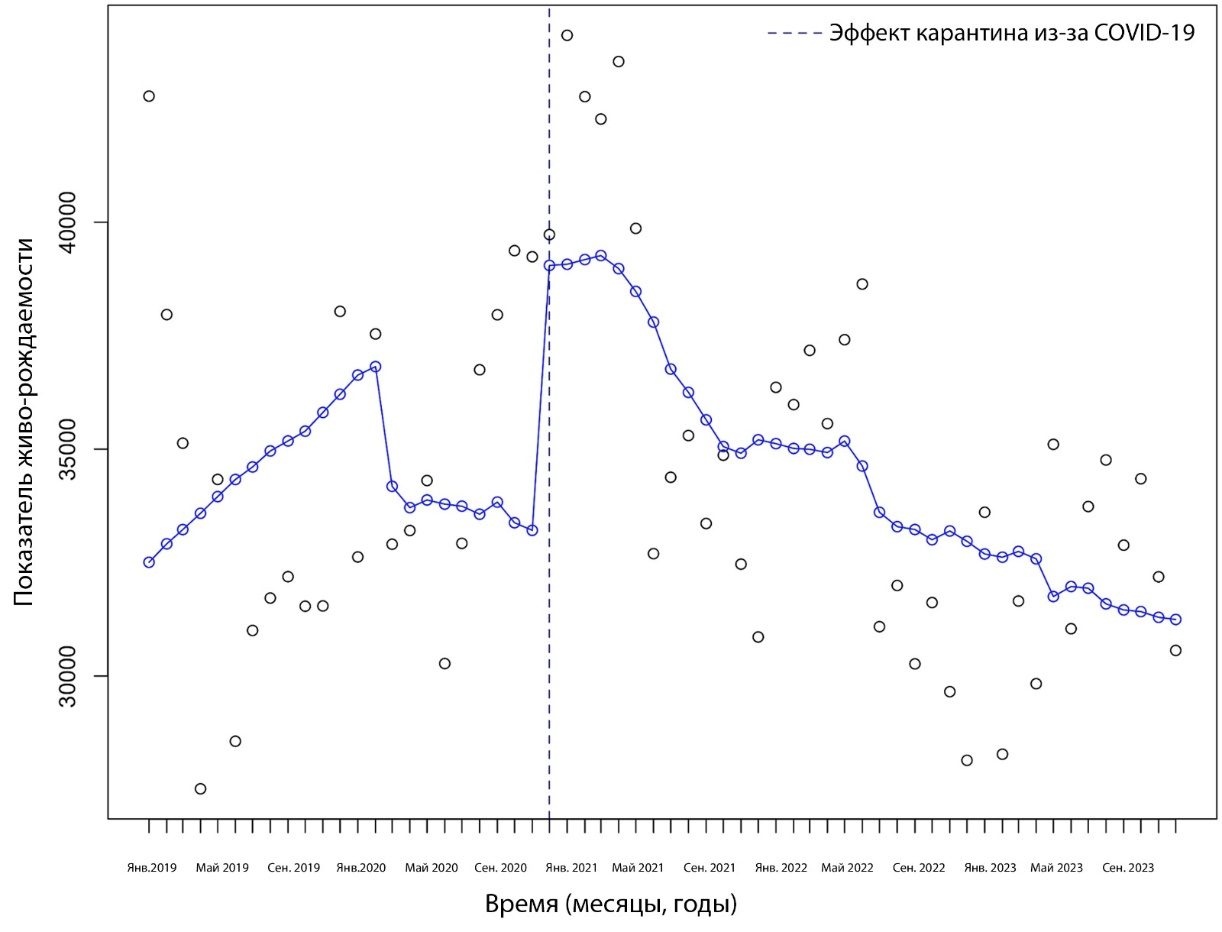 Эффект карантина из-за COVID-19
Показатель живо-рождаемости
40000
35000
30000
Янв.2019 Май 2019 Сен. 2019 Янв.2020 Май 2020 Сен. 2020 Янв. 2021 Май 2021 Сен. 2021 Янв. 2022 Май 2022 Сен. 2022 Янв. 2023 Май 2023 Сен. 2023
Время (месяцы, годы)